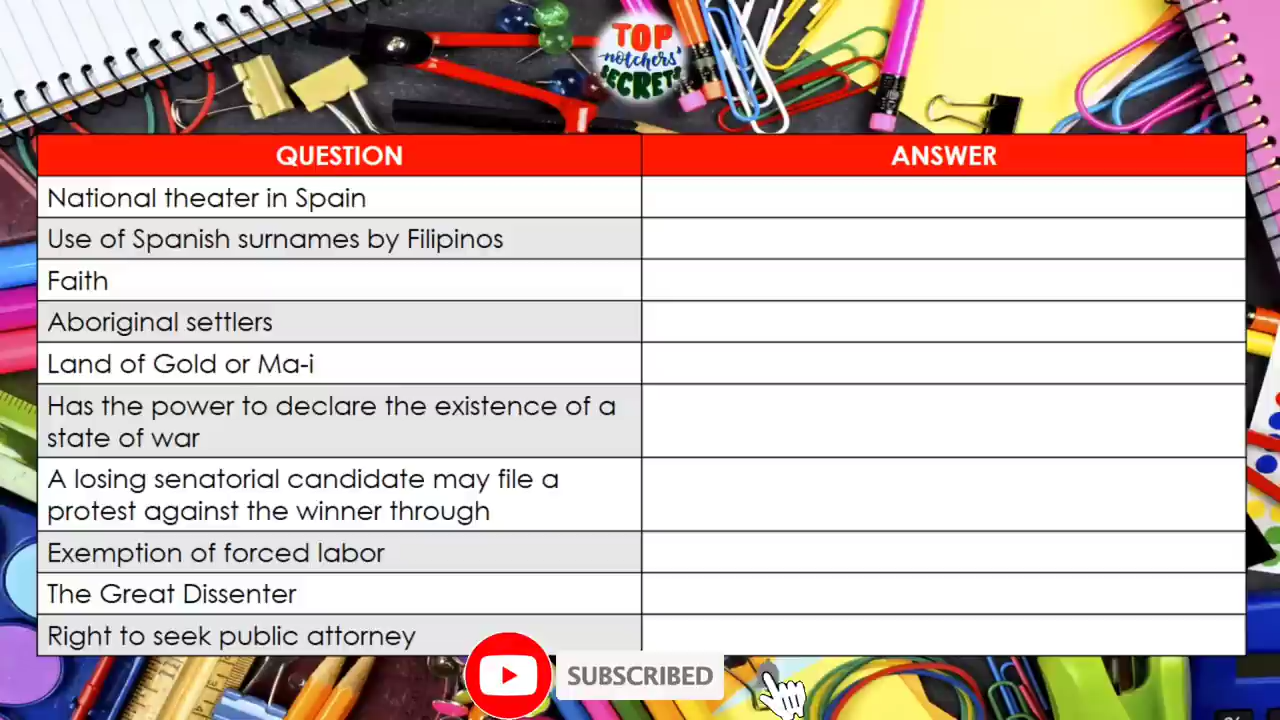 TOP
notchers'
SECRETS
QUESTION
ANSWER
National theater in Spain
Use of Spanish surnames by Filipinos
Faith
Aboriginal settlers
Land of Gold or Ma-i
Has the power to declare the existence of a
state of war
A losing senatorial candidate may file a
protest against the winner through
Exemption of forced labor
The Great Dissenter
Right to seek public attorney
SUBSCRIBED